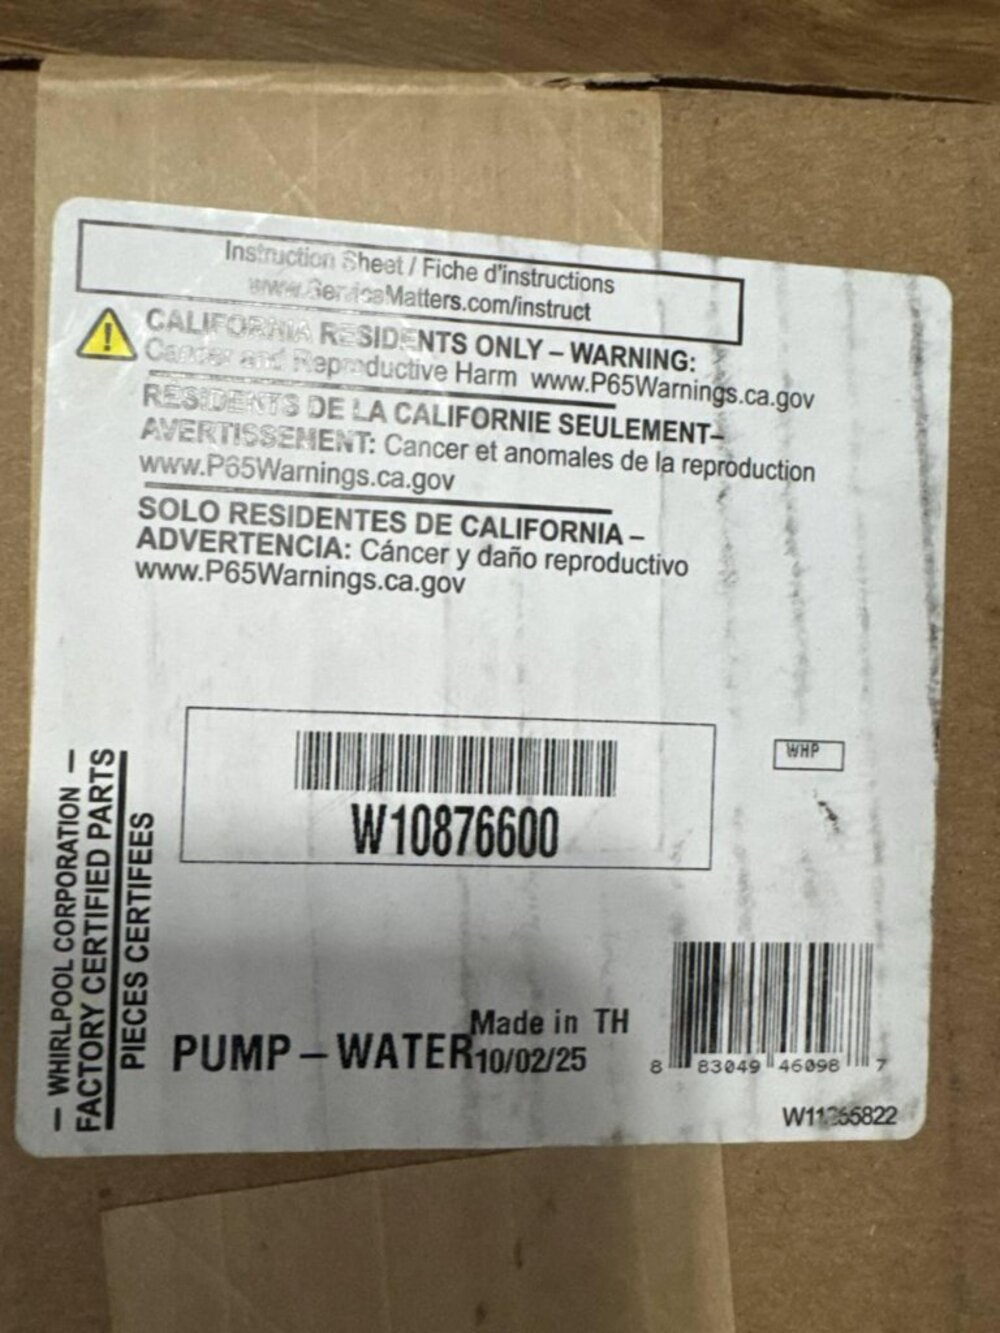 Instruction Sheet / Fiche d'instructions
www.ServiceMatters.com/instruct
CALIFORNIA RESIDENTS ONLY – WARNING:
Cancer and Reproductive Harm www.P65Warnings.ca.gov
RESIDENTS DE LA CALIFORNIE SEULEMENT–
AVERTISSEMENT: Cancer et anomales de la reproduction
www.P65Warnings.ca.gov
SOLO RESIDENTES DE CALIFORNIA –
ADVERTENCIA: Cáncer y daño reproductivo
www.P65Warnings.ca.gov
WHP
W10876600
— WHIRLPOOL CORPORATION —
FACTORY CERTIFIED PARTS
PIECES CERTIFEES
PUMP – WATER
Made in TH
10/02/25
8 83049 46098 7